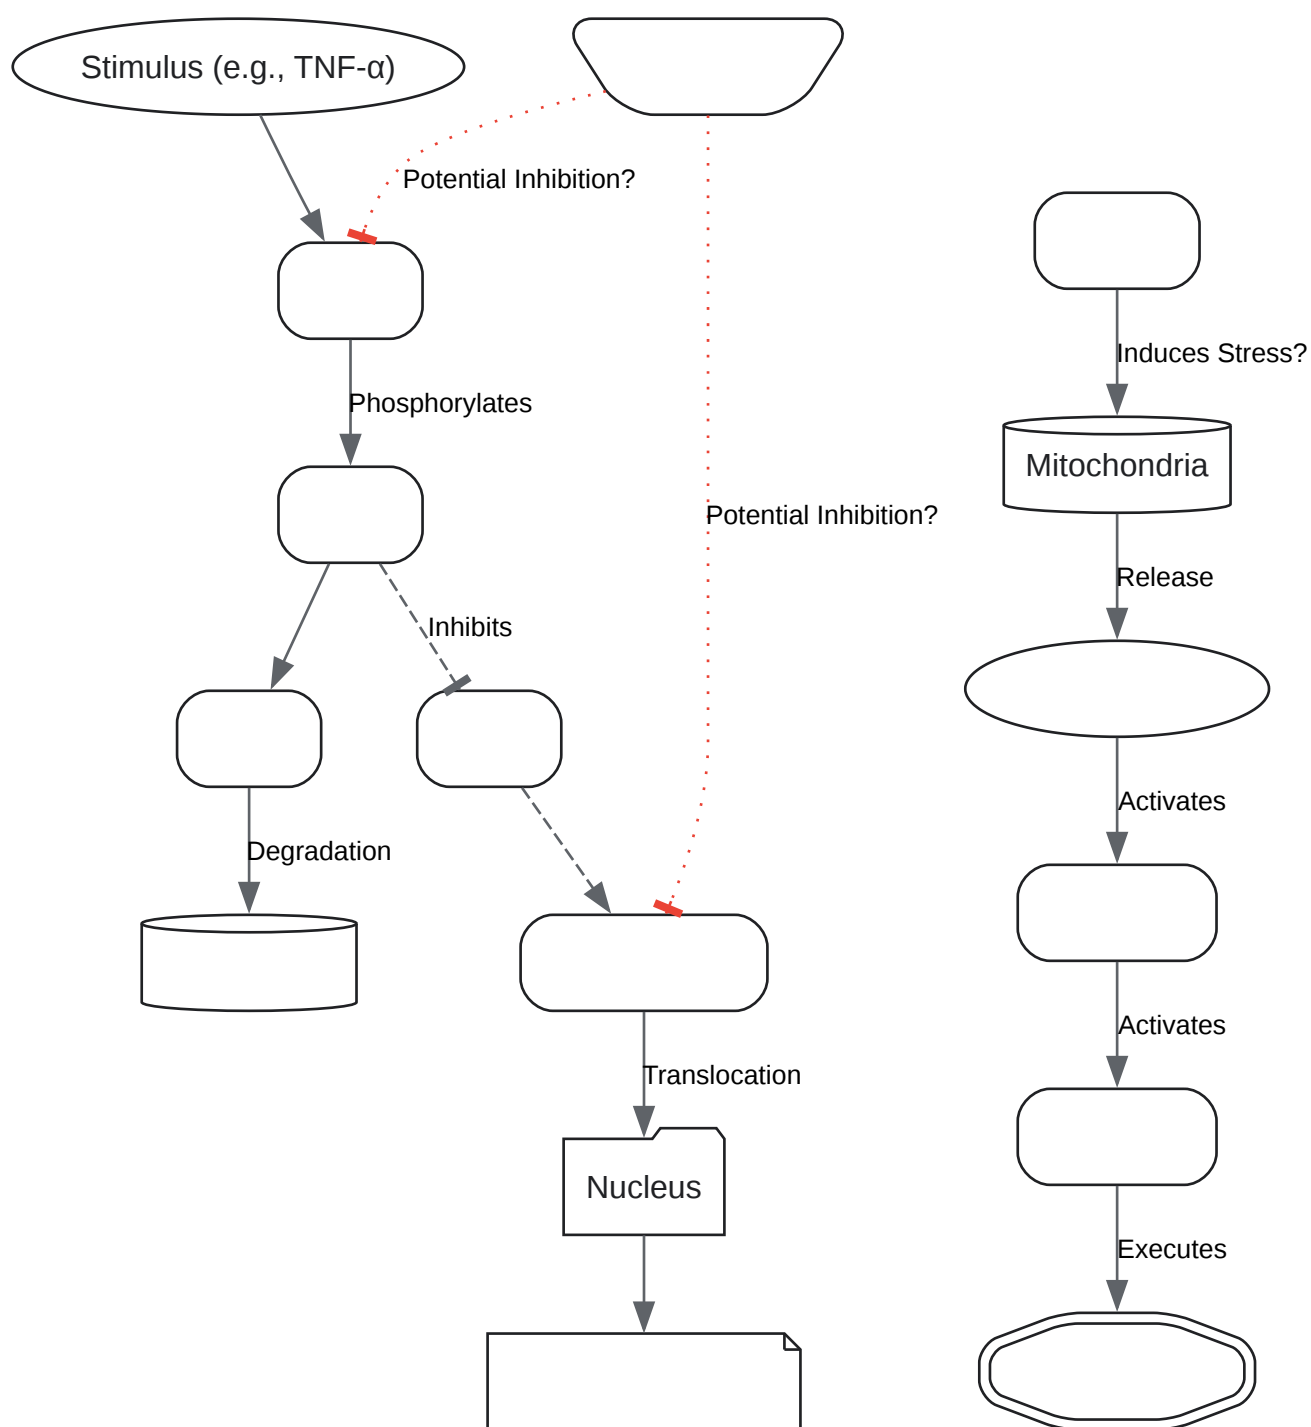 Stimulus (e.g., TNF-α)
Potential Inhibition?
Phosphorylates
Potential Inhibition?
Inhibits
Degradation
Translocation
Nucleus
Induces Stress?
Mitochondria
Release
Activates
Activates
Executes